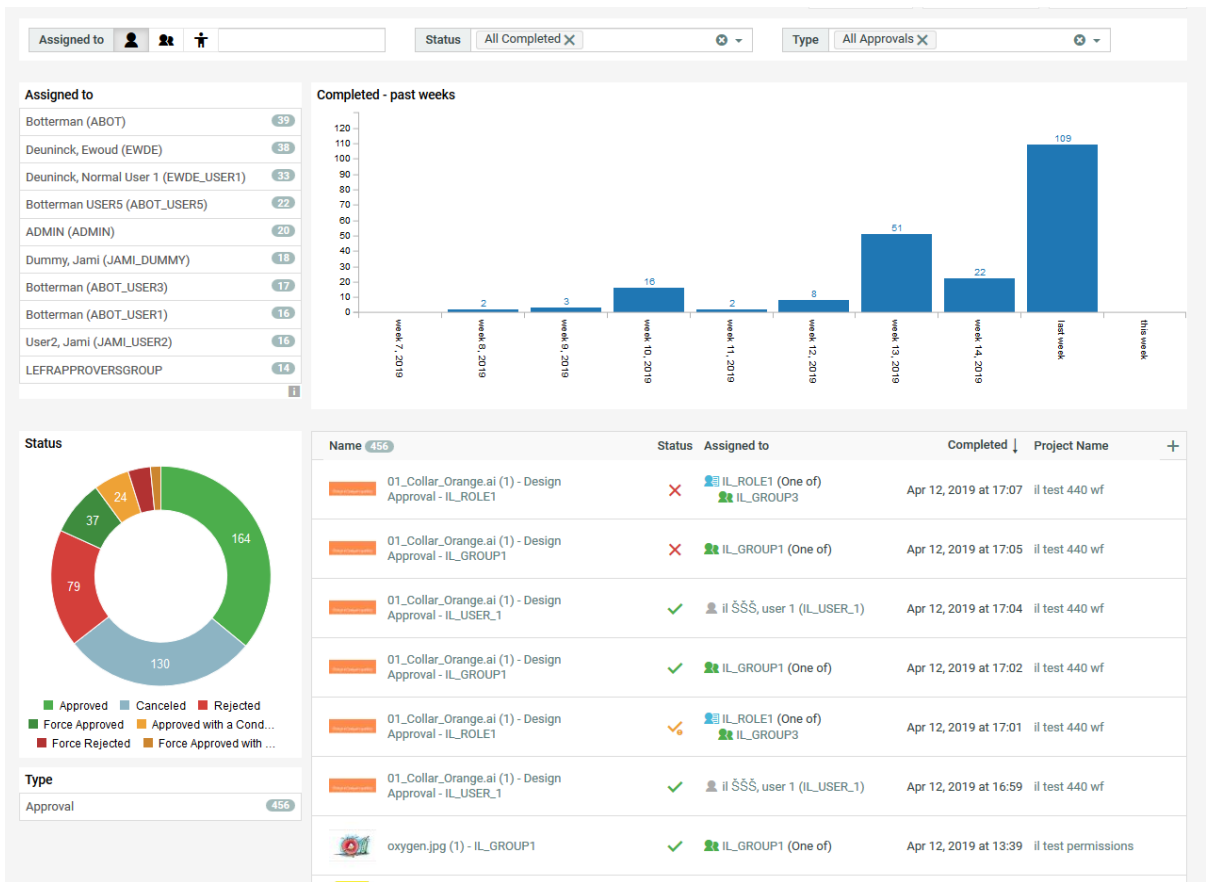 Assigned to
Status All Completed
Type All Approvals
Assigned to
Botterman (ABOT) 39
Deuninck, Ewoud (EWDE) 38
Deuninck, Normal User 1 (EWDE_USER1) 33
Botterman USER5 (ABOT_USER5) 22
ADMIN (ADMIN) 20
Dummy, Jami (JAMI_DUMMY) 18
Botterman (ABOT_USER3) 17
Botterman (ABOT_USER1) 16
User2, Jami (JAMI_USER2) 16
LEFRAPPROVERSGROUP 14
i
Completed - past weeks
120
110
100
90
80
70
60
50
40
30
20
10
0
2
3
16
2
8
51
22
109
week 7, 2019
week 8, 2019
week 9, 2019
week 10, 2019
week 11, 2019
week 12, 2019
week 13, 2019
week 14, 2019
last week
this week
Status
164
130
79
37
24
Approved Canceled Rejected
Force Approved Approved with a Cond...
Force Rejected Force Approved with ...
Type
Approval 456
Name 456 Status Assigned to Completed ↓ Project Name +
01_Collar_Orange.ai (1) - Design IL_ROLE1 (One of)
Approval - IL_ROLE1 IL_GROUP3 Apr 12, 2019 at 17:07 il test 440 wf
01_Collar_Orange.ai (1) - Design
Approval - IL_GROUP1 IL_GROUP1 (One of) Apr 12, 2019 at 17:05 il test 440 wf
01_Collar_Orange.ai (1) - Design
Approval - IL_USER_1 il ŠŠŠ, user 1 (IL_USER_1) Apr 12, 2019 at 17:04 il test 440 wf
01_Collar_Orange.ai (1) - Design
Approval - IL_GROUP1 IL_GROUP1 (One of) Apr 12, 2019 at 17:02 il test 440 wf
01_Collar_Orange.ai (1) - Design IL_ROLE1 (One of)
Approval - IL_ROLE1 IL_GROUP3 Apr 12, 2019 at 17:01 il test 440 wf
01_Collar_Orange.ai (1) - Design
Approval - IL_USER_1 il ŠŠŠ, user 1 (IL_USER_1) Apr 12, 2019 at 16:59 il test 440 wf
oxygen.jpg (1) - IL_GROUP1 IL_GROUP1 (One of) Apr 12, 2019 at 13:39 il test permissions